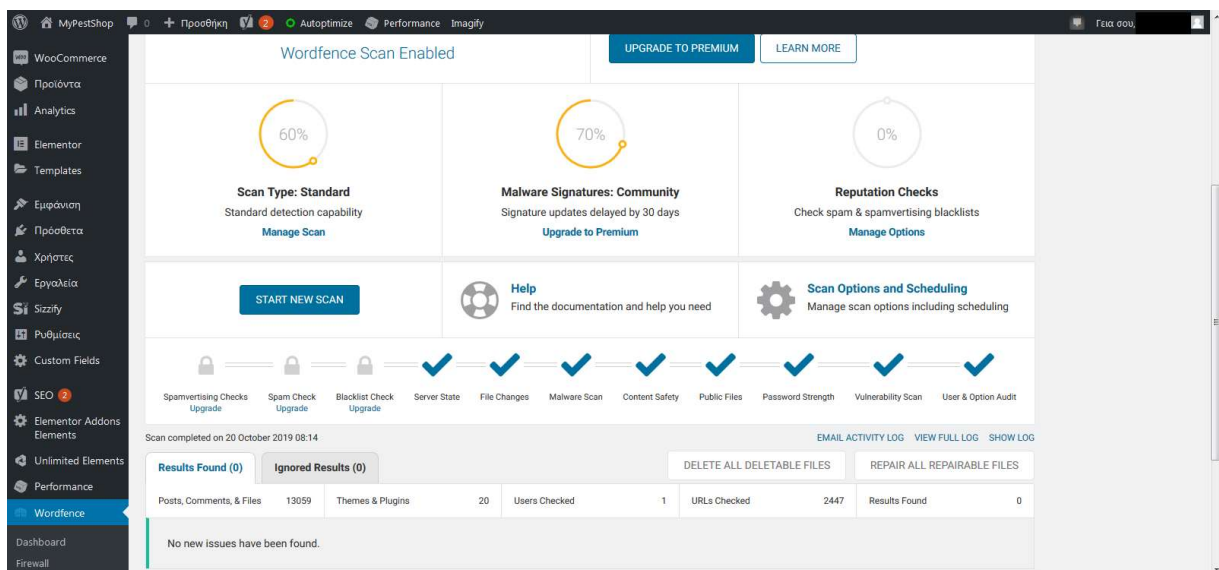 MyPestShop 0 Προσθήκη 2 Autoptimize Performance Imagify Γεια σου,
WooCommerce
Προϊόντα
Analytics
Elementor
Templates
Εμφάνιση
Πρόσθετα
Χρήστες
Εργαλεία
Sizzify
Ρυθμίσεις
Custom Fields
SEO 2
Elementor Addons
Elements
Unlimited Elements
Performance
Wordfence
Dashboard
Firewall
Wordfence Scan Enabled
UPGRADE TO PREMIUM LEARN MORE
60%
Scan Type: Standard
Standard detection capability
Manage Scan
70%
Malware Signatures: Community
Signature updates delayed by 30 days
Upgrade to Premium
0%
Reputation Checks
Check spam & spamvertising blacklists
Manage Options
START NEW SCAN
Help
Find the documentation and help you need
Scan Options and Scheduling
Manage scan options including scheduling
Spamvertising Checks Spam Check Blacklist Check Server State File Changes Malware Scan Content Safety Public Files Password Strength Vulnerability Scan User & Option Audit
Upgrade Upgrade Upgrade
Scan completed on 20 October 2019 08:14 EMAIL ACTIVITY LOG VIEW FULL LOG SHOW LOG
Results Found (0) Ignored Results (0) DELETE ALL DELETABLE FILES REPAIR ALL REPAIRABLE FILES
Posts, Comments, & Files 13059 Themes & Plugins 20 Users Checked 1 URLs Checked 2447 Results Found 0
No new issues have been found.